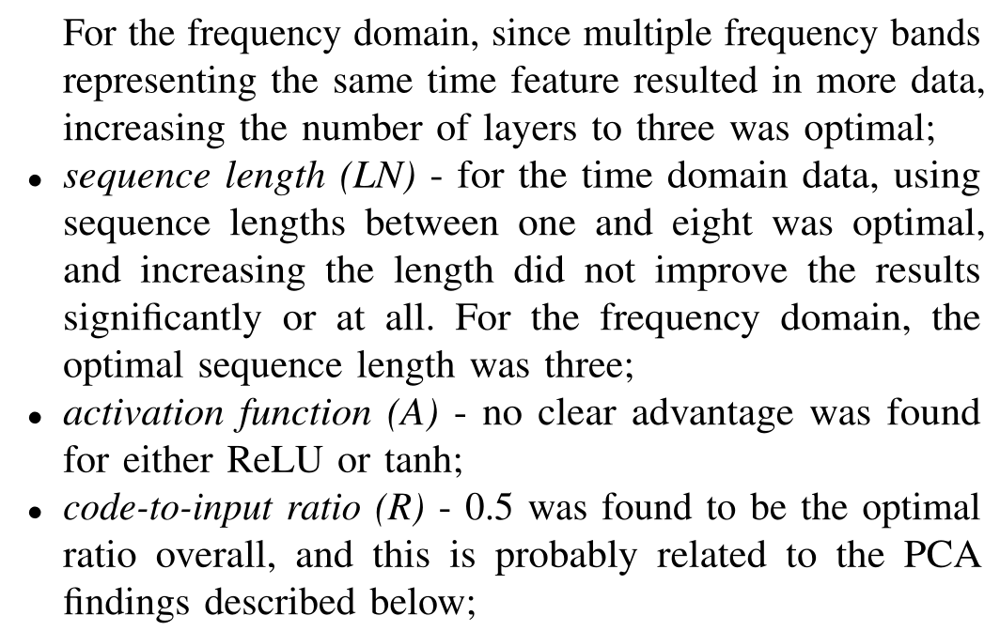 For the frequency domain, since multiple frequency bands
representing the same time feature resulted in more data,
increasing the number of layers to three was optimal;
• sequence length (LN) - for the time domain data, using
sequence lengths between one and eight was optimal,
and increasing the length did not improve the results
significantly or at all. For the frequency domain, the
optimal sequence length was three;
• activation function (A) - no clear advantage was found
for either ReLU or tanh;
• code-to-input ratio (R) - 0.5 was found to be the optimal
ratio overall, and this is probably related to the PCA
findings described below;